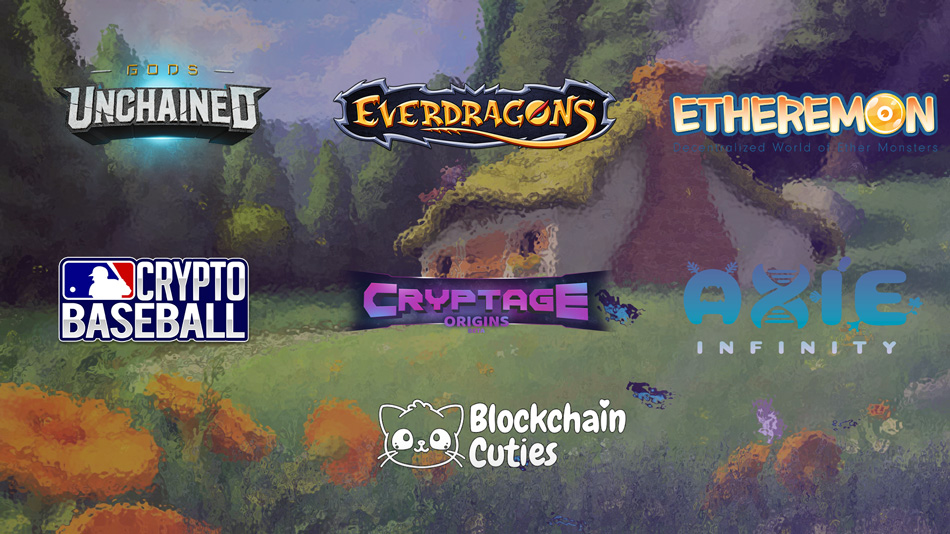 GODS
UNCHAINED
EVERDRAGONS
ETHEREMON
Decentralized World of Ether Monsters
CRYPTO
BASEBALL
CRYPTAGE
ORIGINS
AXIE
INFINITY
Blockchain
Cuties